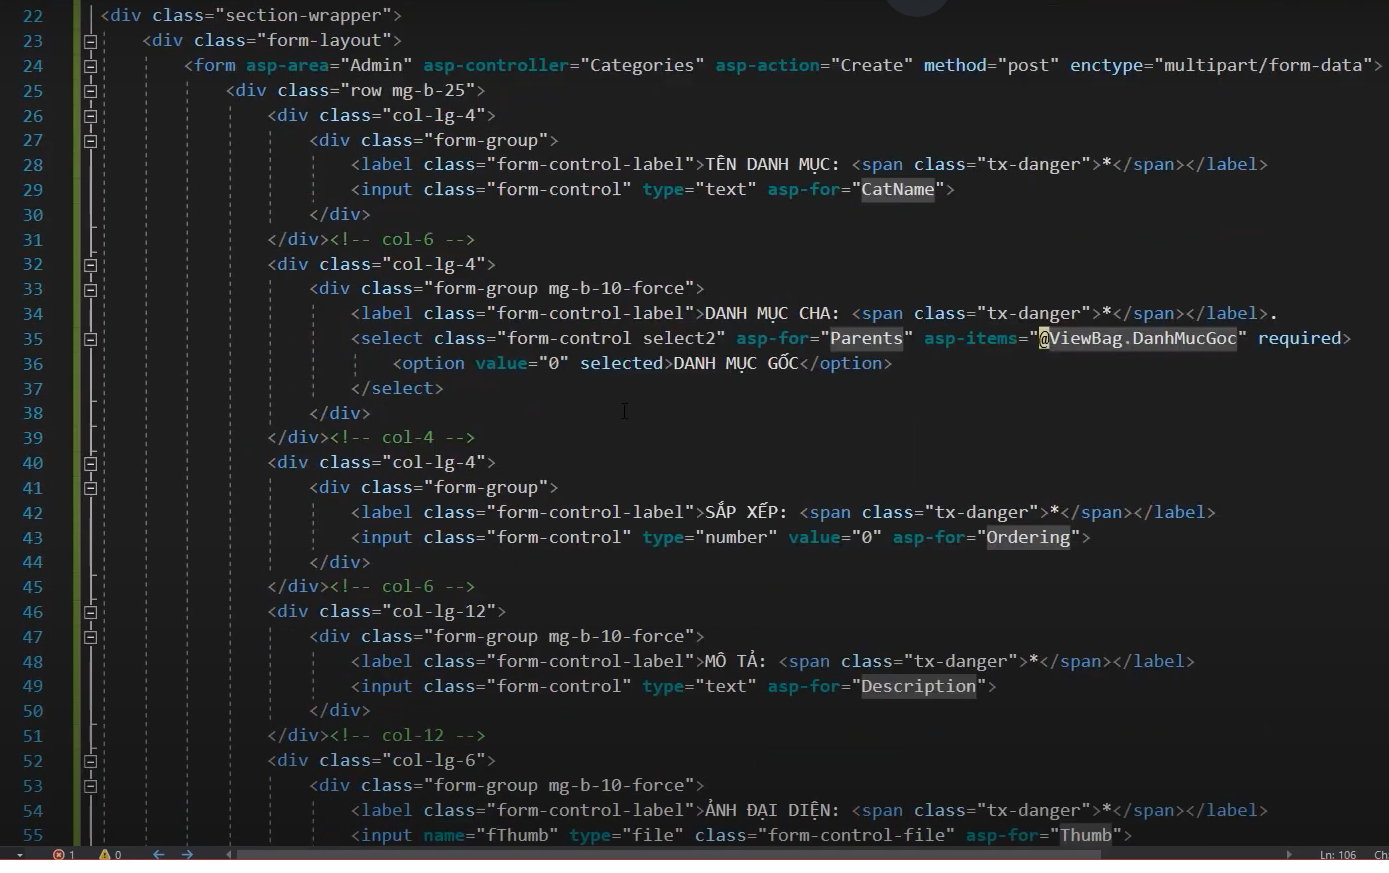 22 <div class="section-wrapper">
23 <div class="form-layout">
24 <form asp-area="Admin" asp-controller="Categories" asp-action="Create" method="post" enctype="multipart/form-data">
25 <div class="row mg-b-25">
26 <div class="col-lg-4">
27 <div class="form-group">
28 <label class="form-control-label">TÊN DANH MỤC: <span class="tx-danger">*</span></label>
29 <input class="form-control" type="text" asp-for="CatName">
30 </div>
31 </div><!-- col-6 -->
32 <div class="col-lg-4">
33 <div class="form-group mg-b-10-force">
34 <label class="form-control-label">DANH MỤC CHA: <span class="tx-danger">*</span></label>.
35 <select class="form-control select2" asp-for="Parents" asp-items="@ViewBag.DanhMucGoc" required>
36 <option value="0" selected>DANH MỤC GỐC</option>
37 </select>
38 </div>
39 </div><!-- col-4 -->
40 <div class="col-lg-4">
41 <div class="form-group">
42 <label class="form-control-label">SẮP XẾP: <span class="tx-danger">*</span></label>
43 <input class="form-control" type="number" value="0" asp-for="Ordering">
44 </div>
45 </div><!-- col-6 -->
46 <div class="col-lg-12">
47 <div class="form-group mg-b-10-force">
48 <label class="form-control-label">MÔ TẢ: <span class="tx-danger">*</span></label>
49 <input class="form-control" type="text" asp-for="Description">
50 </div>
51 </div><!-- col-12 -->
52 <div class="col-lg-6">
53 <div class="form-group mg-b-10-force">
54 <label class="form-control-label">ẢNH ĐẠI DIỆN: <span class="tx-danger">*</span></label>
55 <input name="fThumb" type="file" class="form-control-file" asp-for="Thumb">
1 0 Ln: 106 Ch